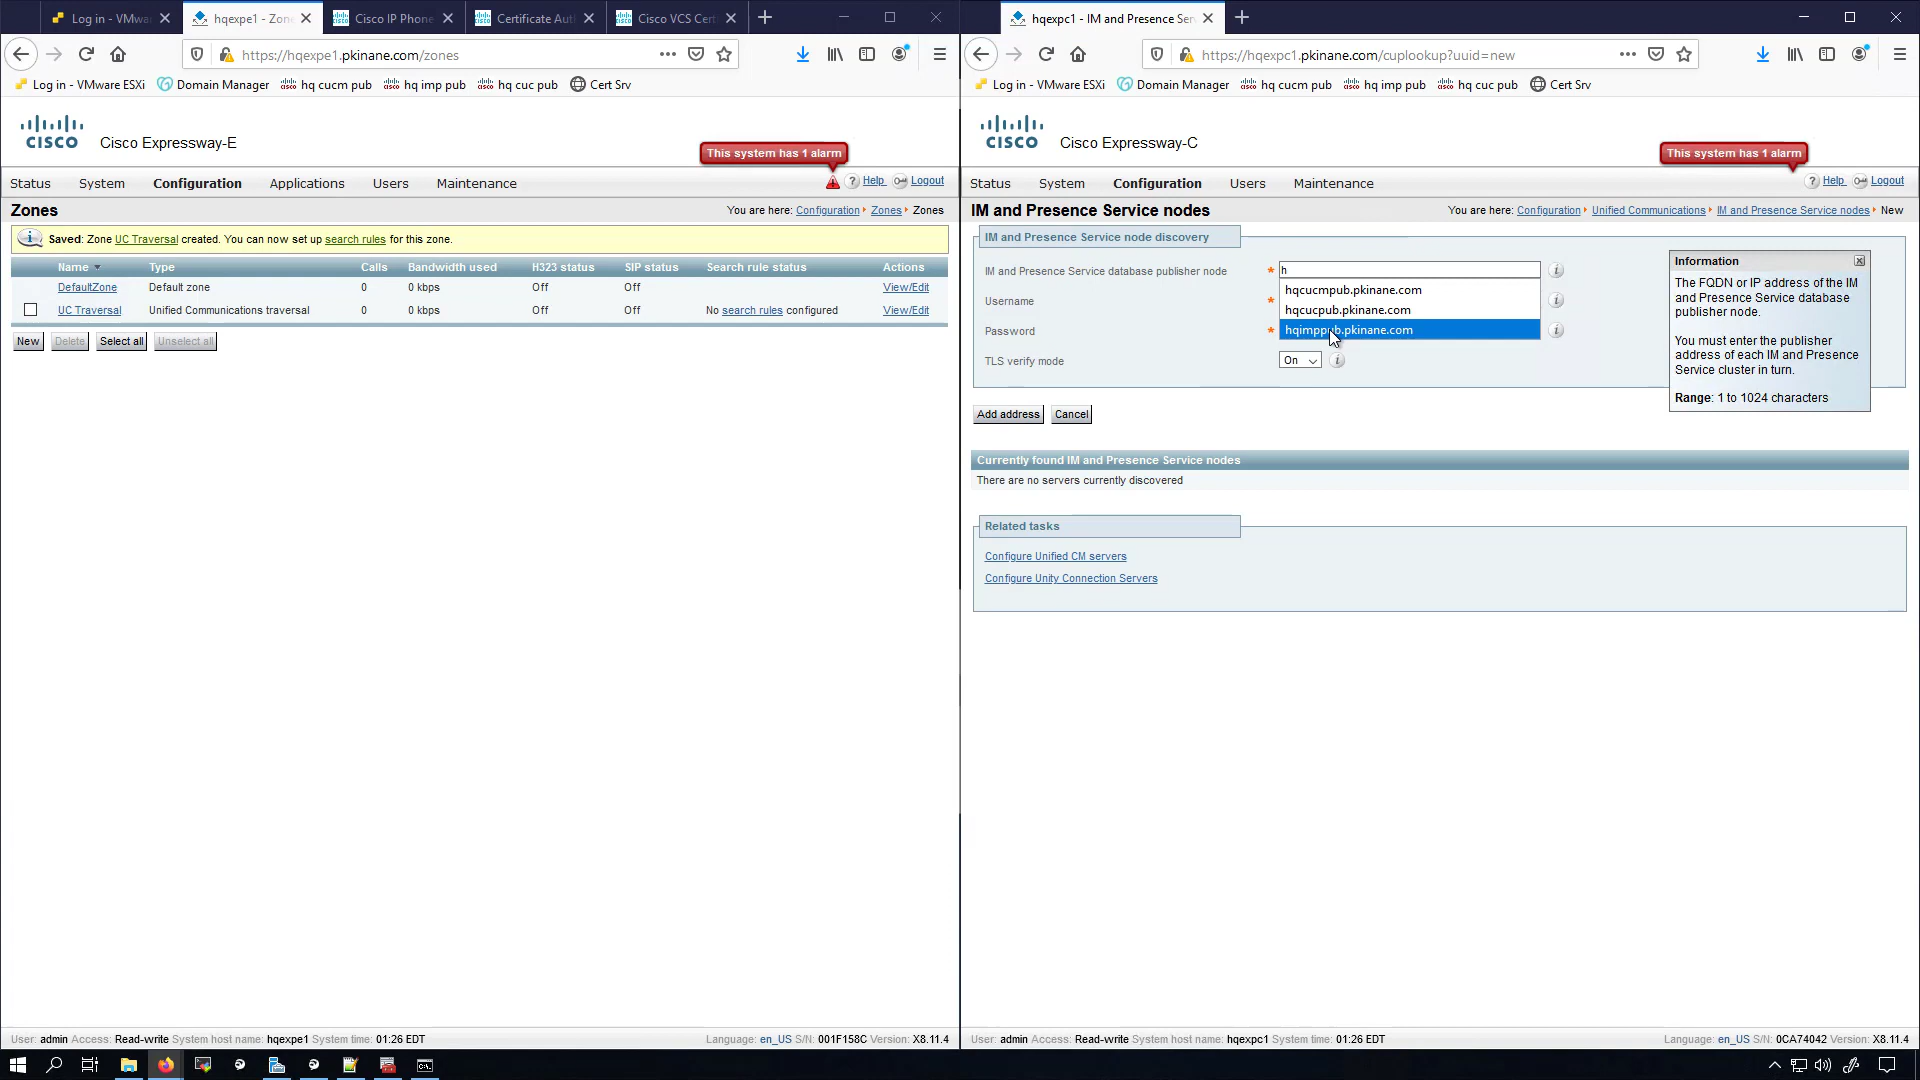 Log in - VMwa
hqexpe1 - Zon
Cisco IP Phone
Certificate Aut
Cisco VCS Cert
https://hqexpe1.pkinane.com/zones
Log in - VMware ESXi
Domain Manager
hq cucm pub
hq imp pub
hq cuc pub
Cert Srv
CISCO
Cisco Expressway-E
This system has 1 alarm
Status
System
Configuration
Applications
Users
Maintenance
Help
Logout
Zones
You are here: Configuration Zones Zones
Saved: Zone UC Traversal created. You can now set up search rules for this zone.
Name Type Calls Bandwidth used H323 status SIP status Search rule status Actions
DefaultZone Default zone 0 0 kbps Off Off View/Edit
UC Traversal Unified Communications traversal 0 0 kbps Off Off No search rules configured View/Edit
New
Delete
Select all
Unselect all
User: admin Access: Read-write System host name: hqexpe1 System time: 01:26 EDT
Language: en_US S/N: 001F158C Version: X8.11.4
hqexpc1 - IM and Presence Ser
https://hqexpc1.pkinane.com/cuplookup?uuid=new
Log in - VMware ESXi
Domain Manager
hq cucm pub
hq imp pub
hq cuc pub
Cert Srv
CISCO
Cisco Expressway-C
This system has 1 alarm
Status
System
Configuration
Users
Maintenance
Help
Logout
IM and Presence Service nodes
You are here: Configuration Unified Communications IM and Presence Service nodes New
IM and Presence Service node discovery
IM and Presence Service database publisher node
* h
hqcucmpub.pkinane.com
Username
*
hqcucpub.pkinane.com
Password
*
hqimppub.pkinane.com
TLS verify mode
On
Information
The FQDN or IP address of the IM
and Presence Service database
publisher node.
You must enter the publisher
address of each IM and Presence
Service cluster in turn.
Range: 1 to 1024 characters
Add address
Cancel
Currently found IM and Presence Service nodes
There are no servers currently discovered
Related tasks
Configure Unified CM servers
Configure Unity Connection Servers
User: admin Access: Read-write System host name: hqexpc1 System time: 01:26 EDT
Language: en_US S/N: 0CA74042 Version: X8.11.4